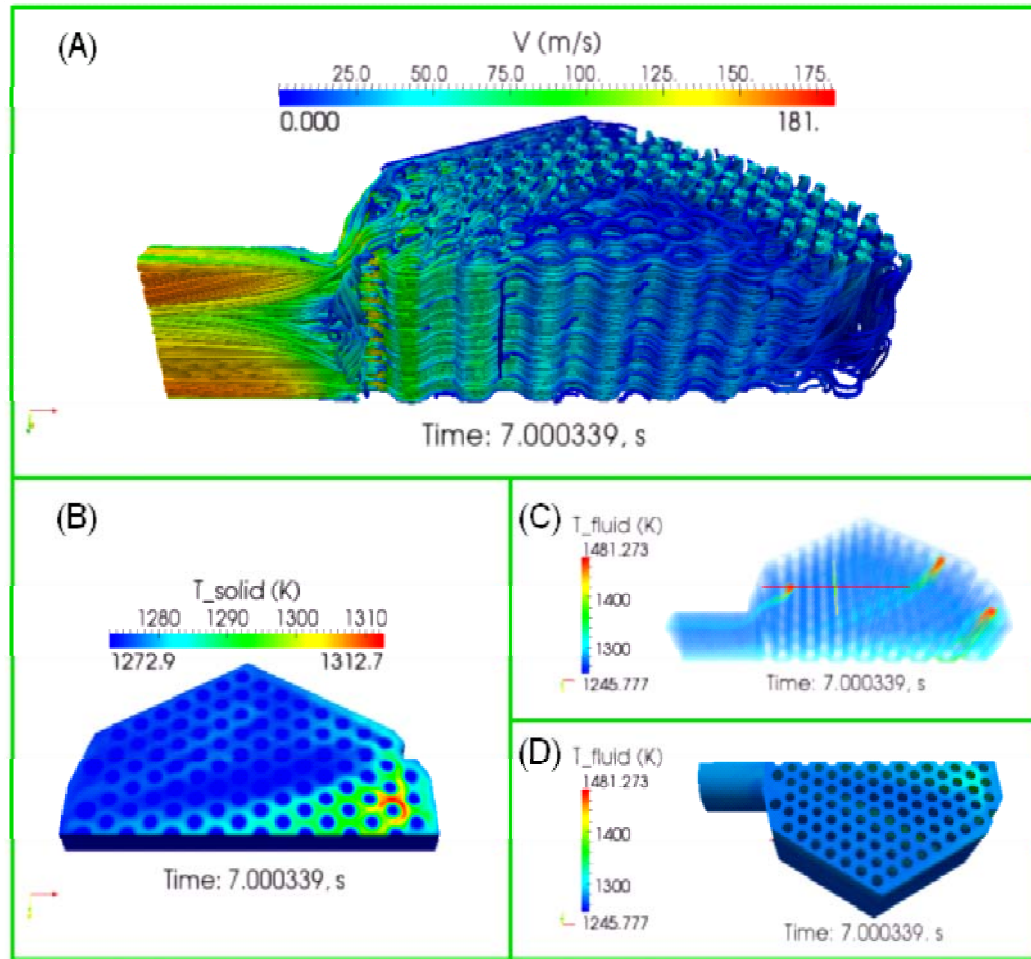 (A)
V (m/s)
25.0 50.0 75.0 100. 125. 150. 175.
0.000 181.
Time: 7.000339, s
(B)
T_solid (K)
1280 1290 1300 1310
1272.9 1312.7
Time: 7.000339, s
(C)
T_fluid (K)
1481.273
1400
1300
1245.777
Time: 7.000339, s
(D)
T_fluid (K)
1481.273
1400
1300
1245.777
Time: 7.000339, s